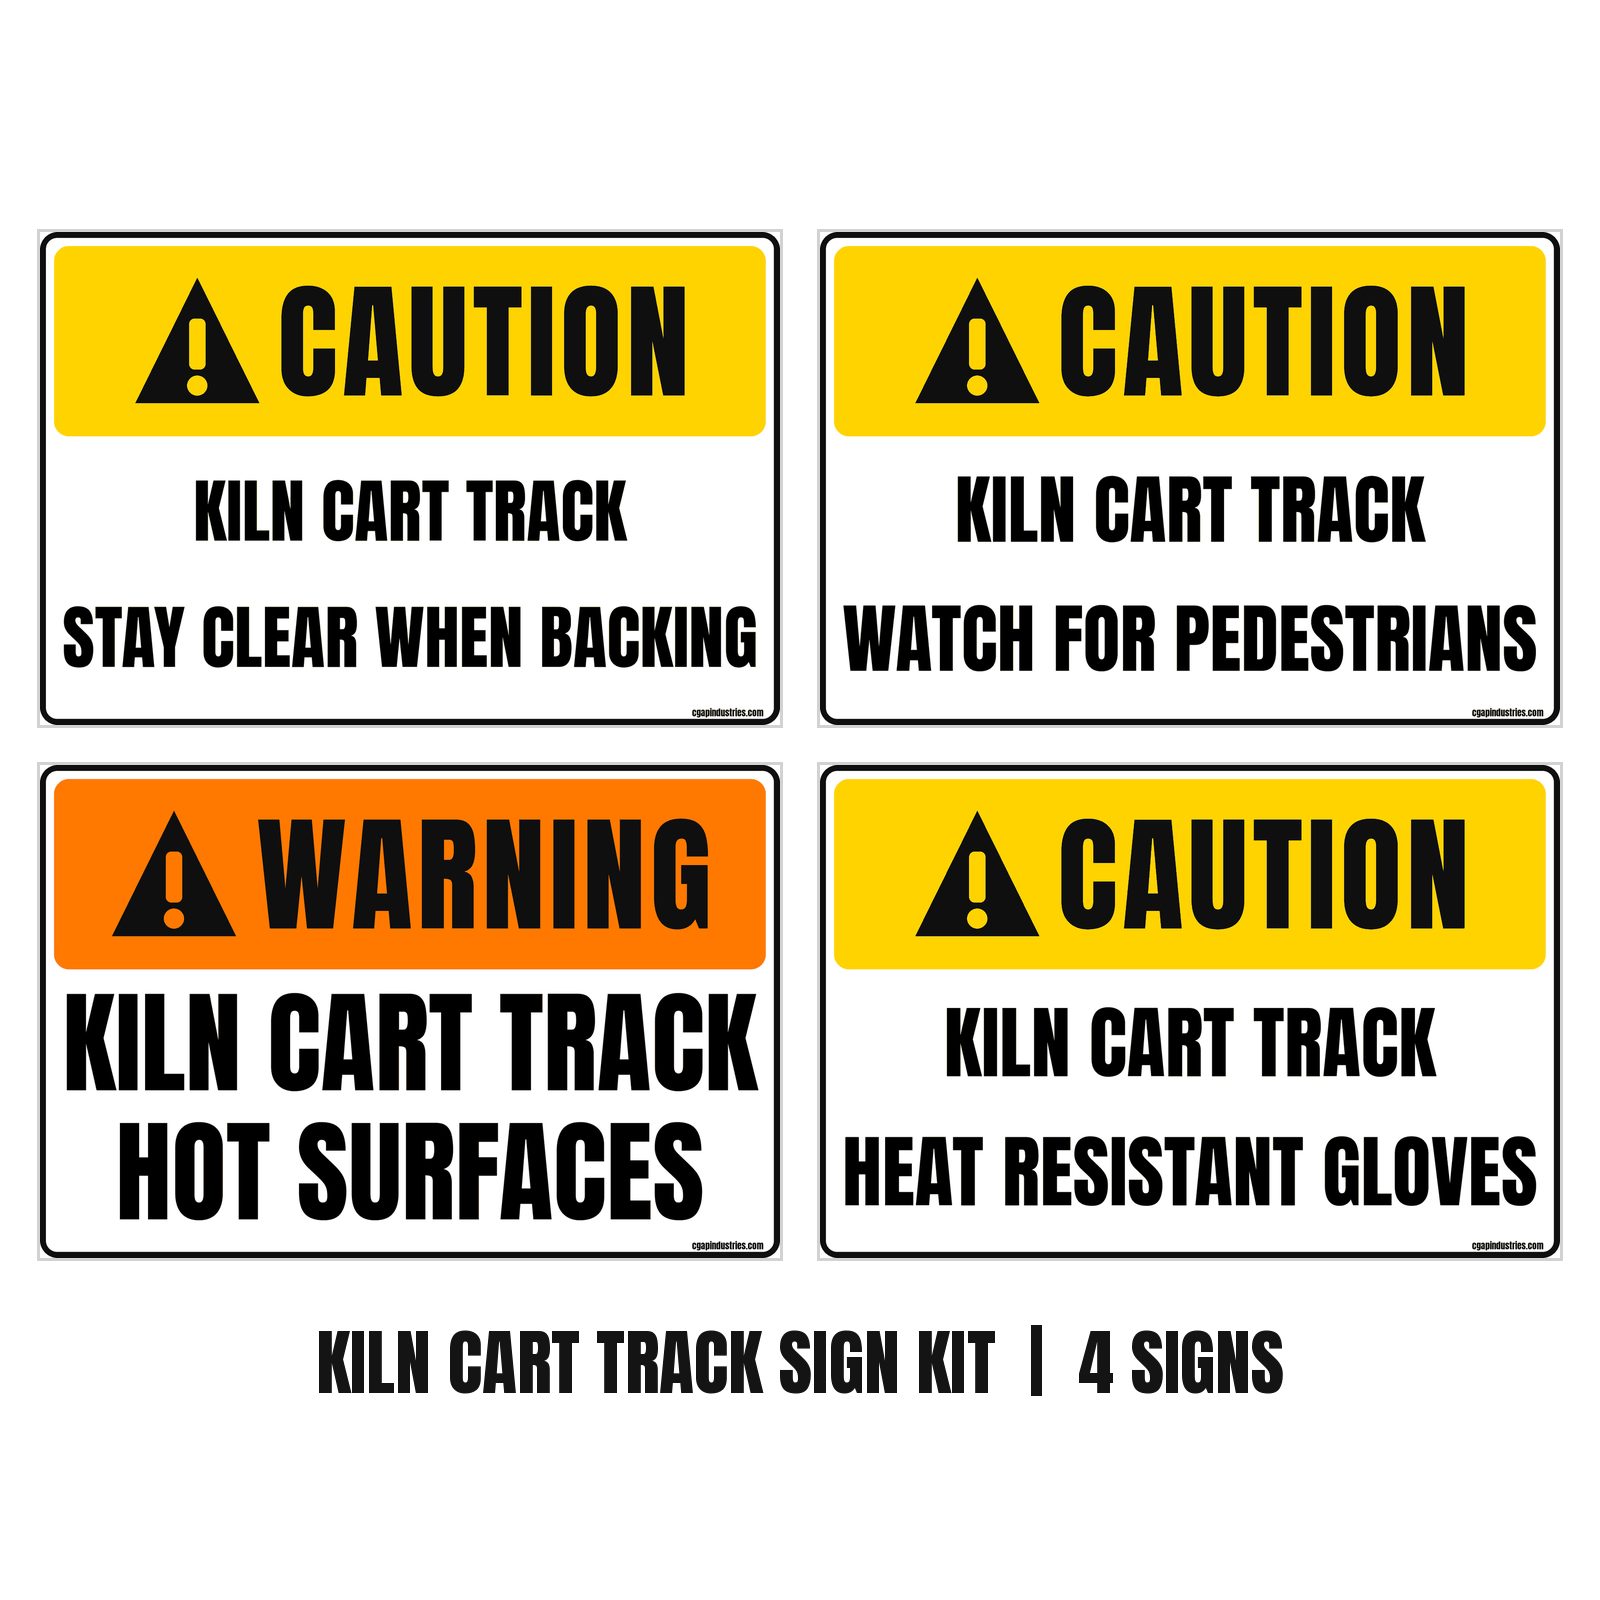 CAUTION
KILN CART TRACK
STAY CLEAR WHEN BACKING
cgapindustries.com
CAUTION
KILN CART TRACK
WATCH FOR PEDESTRIANS
cgapindustries.com
WARNING
KILN CART TRACK
HOT SURFACES
cgapindustries.com
CAUTION
KILN CART TRACK
HEAT RESISTANT GLOVES
cgapindustries.com
KILN CART TRACK SIGN KIT | 4 SIGNS